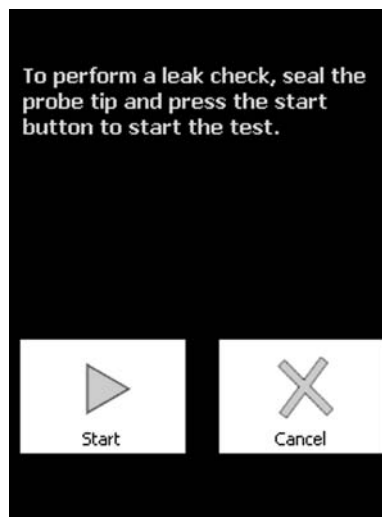 To perform a leak check, seal the
probe tip and press the start
button to start the test.
Start
Cancel